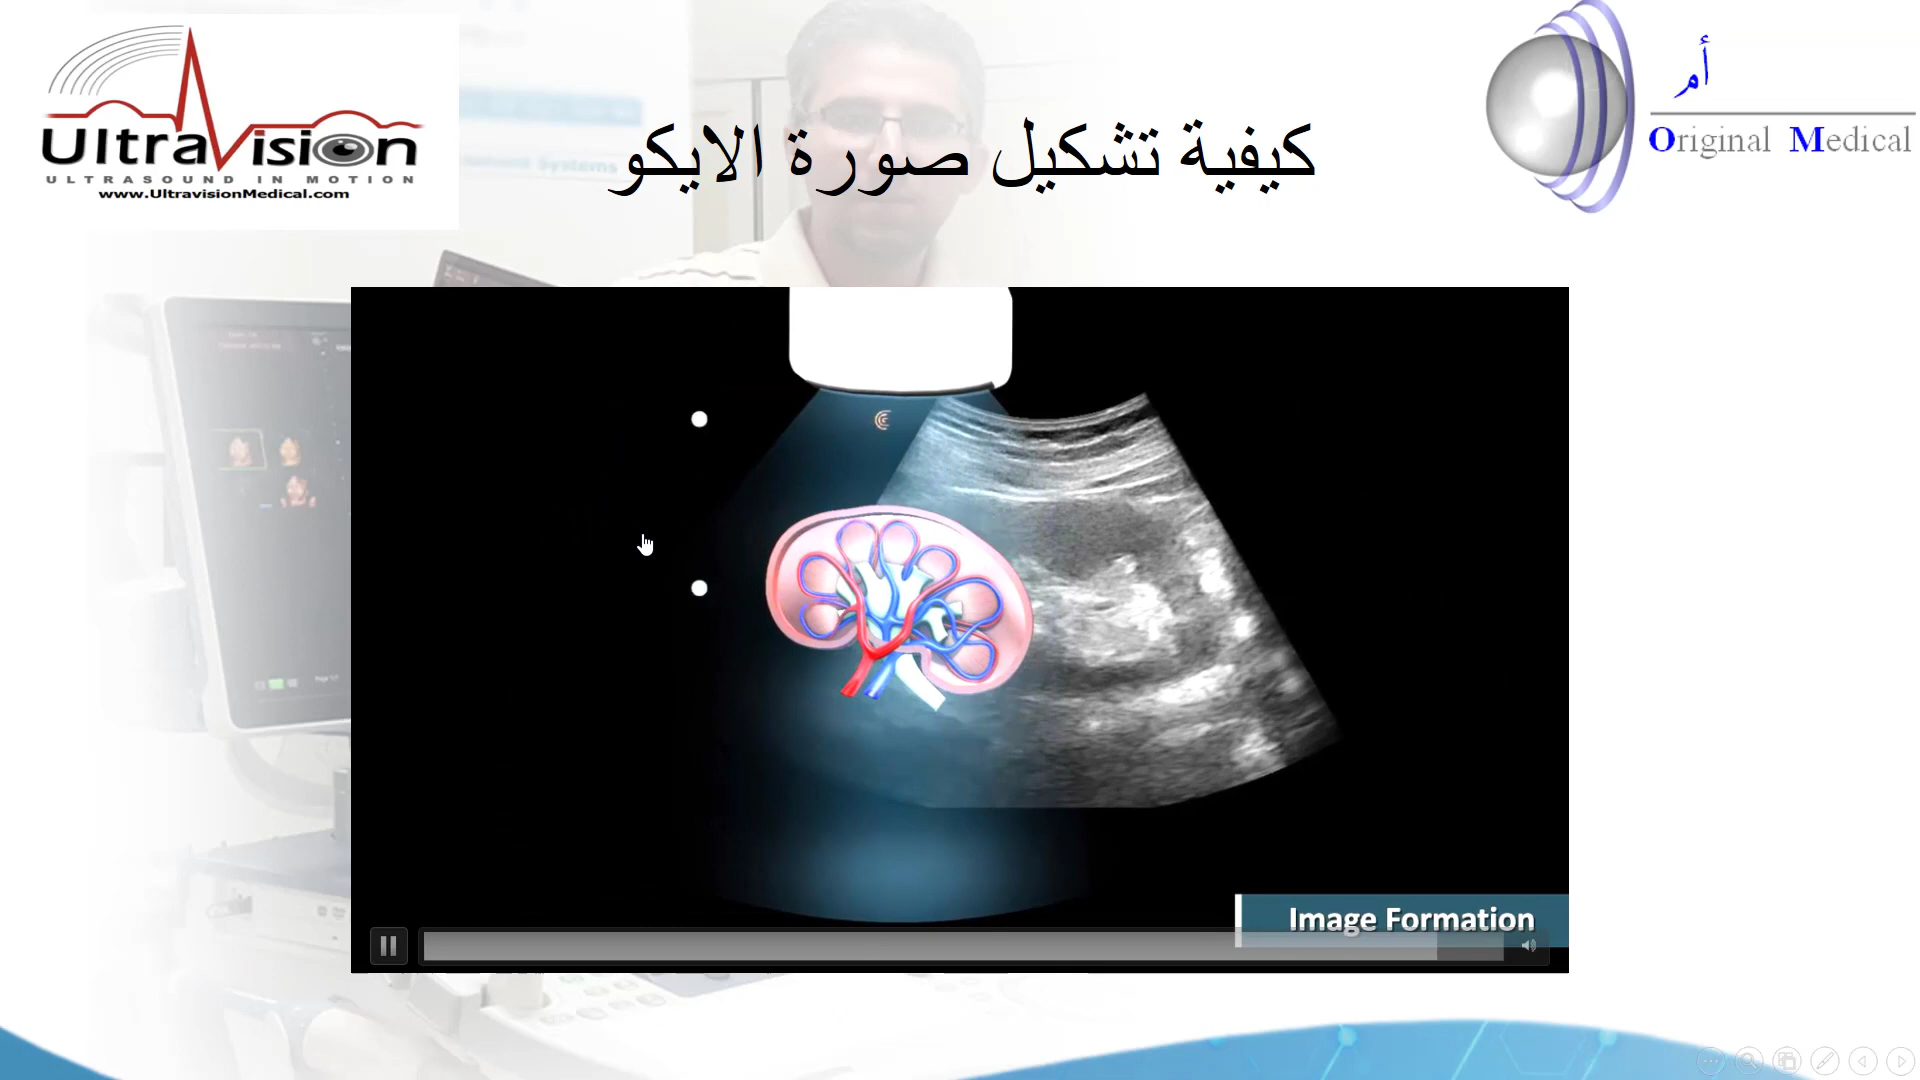 UltraVision
ULTRASOUND IN MOTION
www.UltravisionMedical.com
أم
Original Medical
كيفية تشكيل صورة الايكو
Image Formation